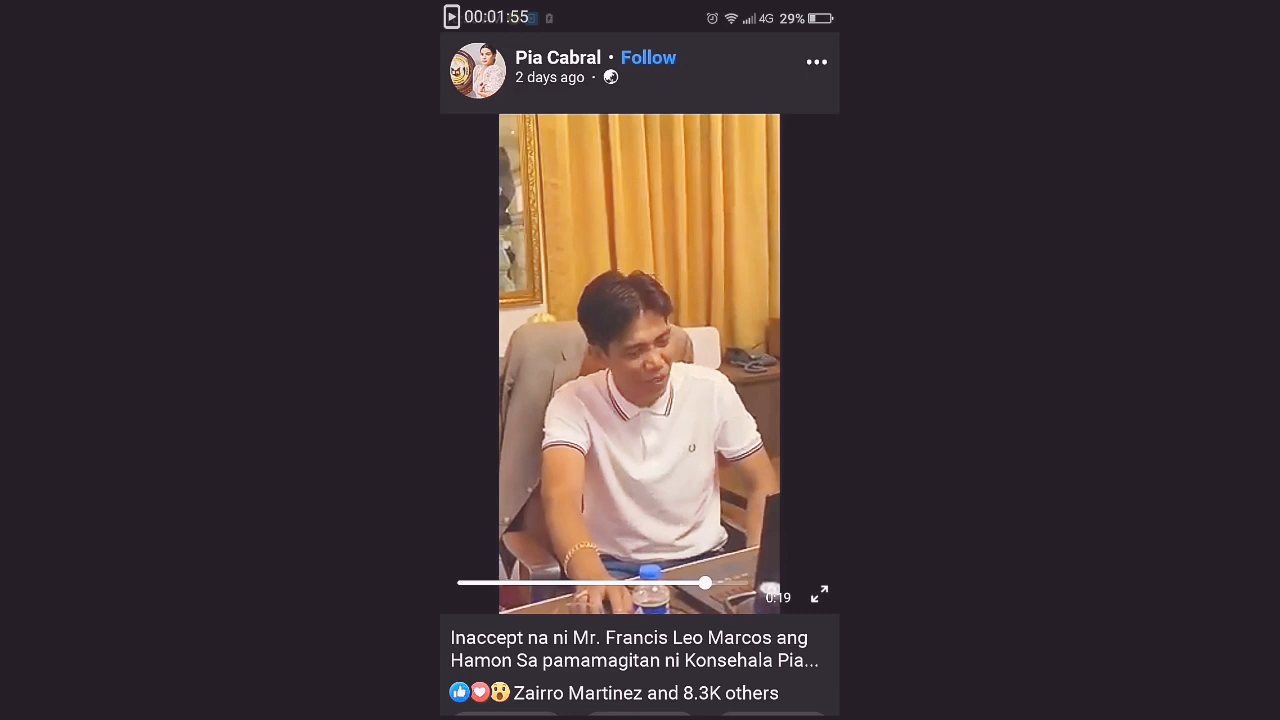 00:01:55
4G 29%
Pia Cabral • Follow
2 days ago ·
0:19
Inaccept na ni Mr. Francis Leo Marcos ang
Hamon Sa pamamagitan ni Konsehala Pia...
Zairro Martinez and 8.3K others